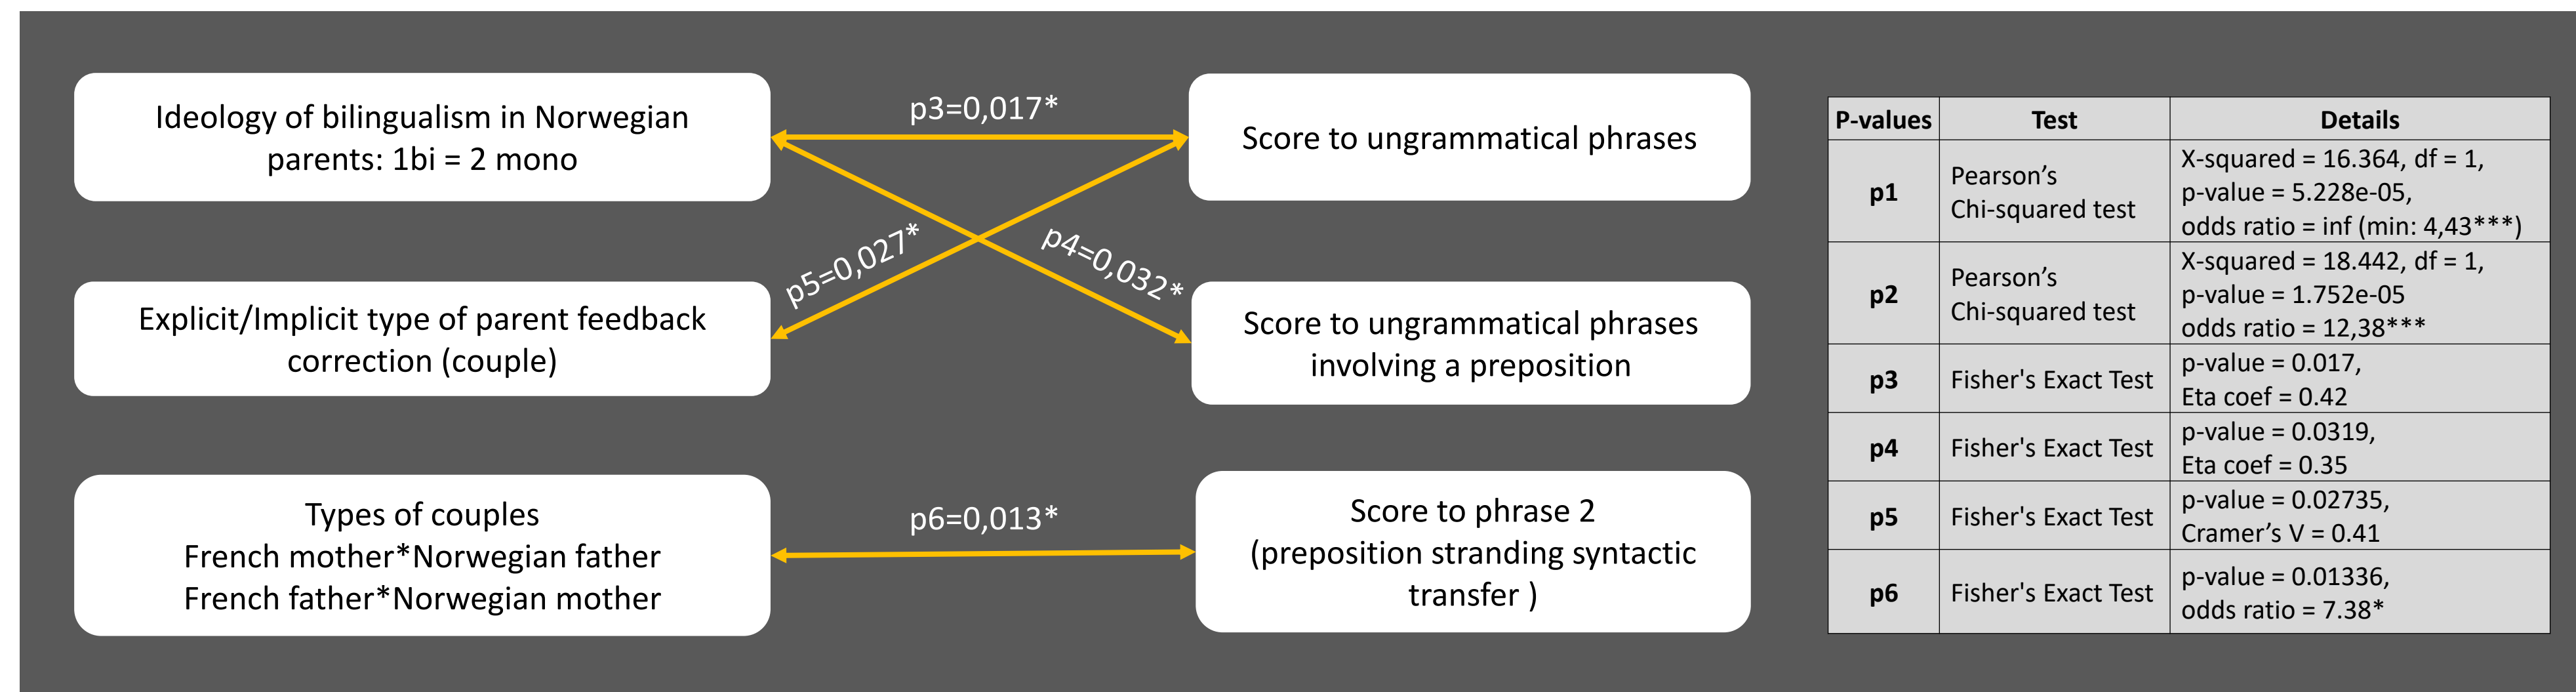 Ideology of bilingualism in Norwegian
parents: 1bi = 2 mono
p3=0,017*
Score to ungrammatical phrases
p5=0,027*
p4=0,032*
Explicit/Implicit type of parent feedback
correction (couple)
Score to ungrammatical phrases
involving a preposition
Types of couples
French mother*Norwegian father
French father*Norwegian mother
p6=0,013*
Score to phrase 2
(preposition stranding syntactic
transfer )
P-values Test Details
p1
Pearson’s
Chi-squared test
X-squared = 16.364, df = 1,
p-value = 5.228e-05,
odds ratio = inf (min: 4,43***)
p2
Pearson’s
Chi-squared test
X-squared = 18.442, df = 1,
p-value = 1.752e-05
odds ratio = 12,38***
p3
Fisher's Exact Test
p-value = 0.017,
Eta coef = 0.42
p4
Fisher's Exact Test
p-value = 0.0319,
Eta coef = 0.35
p5
Fisher's Exact Test
p-value = 0.02735,
Cramer’s V = 0.41
p6
Fisher's Exact Test
p-value = 0.01336,
odds ratio = 7.38*